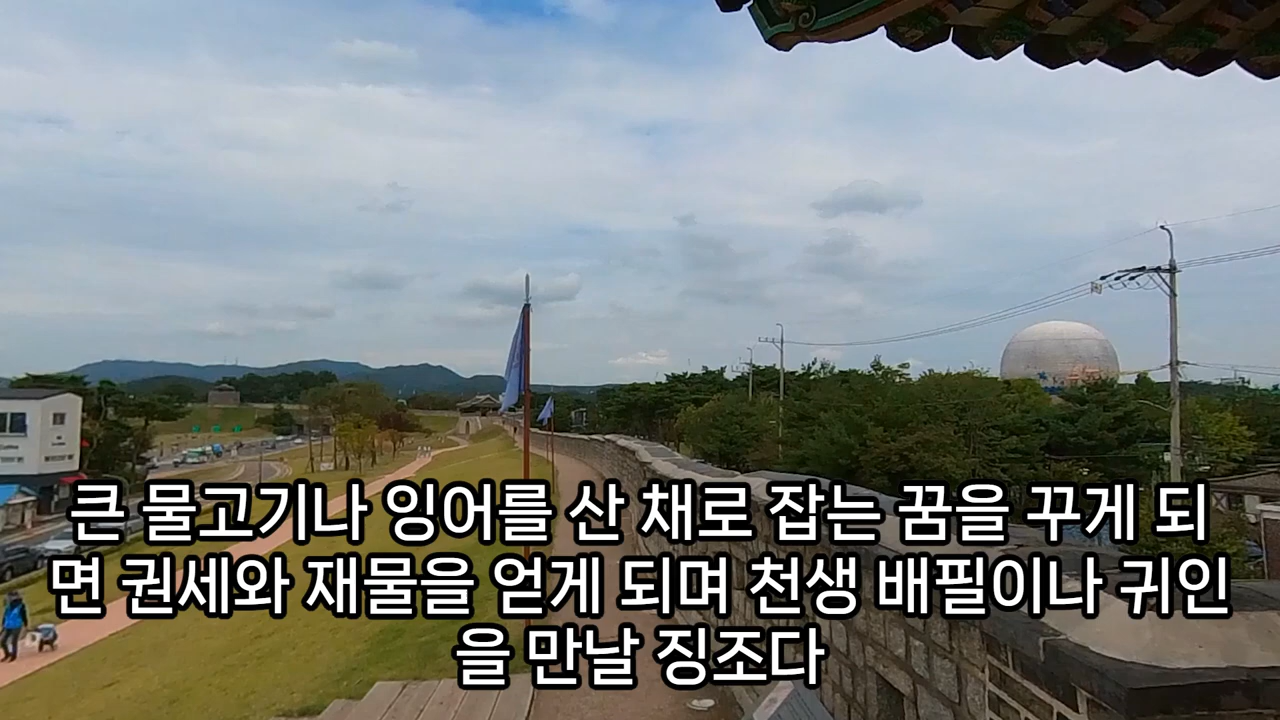 큰 물고기나 잉어를 산 채로 잡는 꿈을 꾸게 되
면 권세와 재물을 얻게 되며 천생 배필이나 귀인
을 만날 징조다